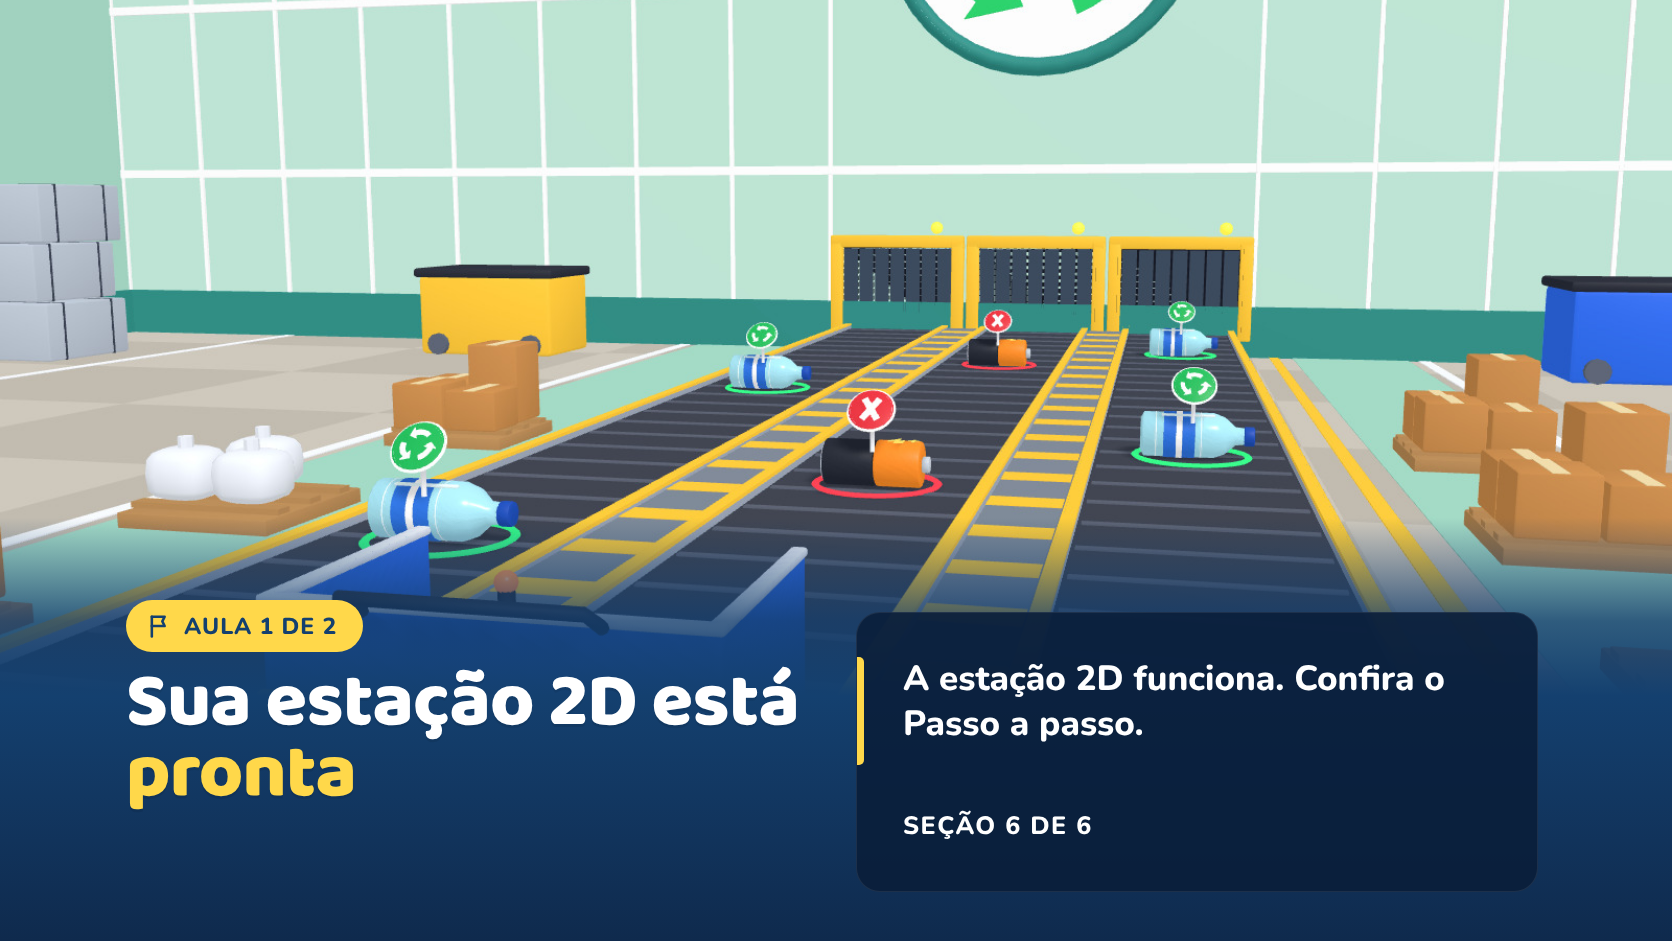 AULA 1 DE 2
Sua estação 2D está
pronta
A estação 2D funciona. Confira o
Passo a passo.
SEÇÃO 6 DE 6